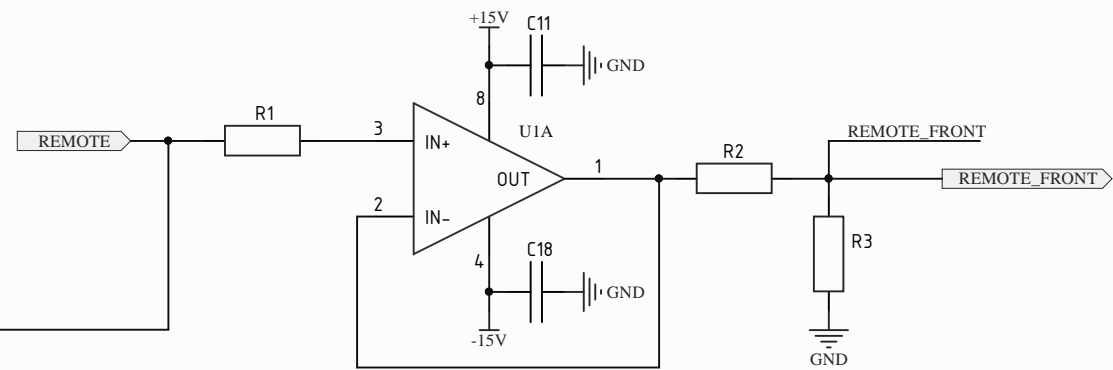 +15V
C11
GND
8
R1
3
U1A
REMOTE
IN+
REMOTE_FRONT
R2
1
OUT
REMOTE_FRONT
2
IN-
R3
C18
4
GND
-15V
GND